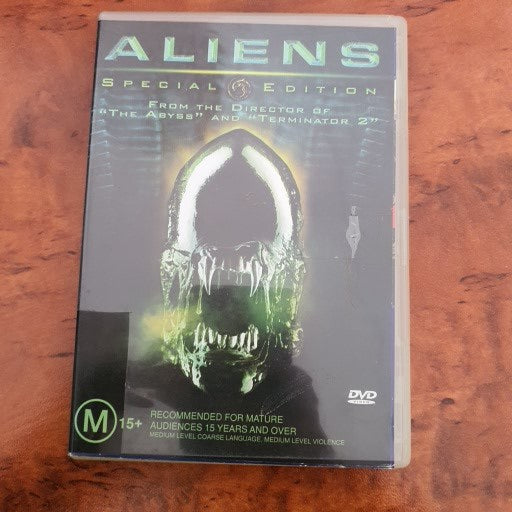 ALIENS
SPECIAL EDITION
FROM THE DIRECTOR OF
"THE ABYSS" AND "TERMINATOR 2"
DVD
VIDEO
M 15+
RECOMMENDED FOR MATURE
AUDIENCES 15 YEARS AND OVER
MEDIUM LEVEL COARSE LANGUAGE, MEDIUM LEVEL VIOLENCE